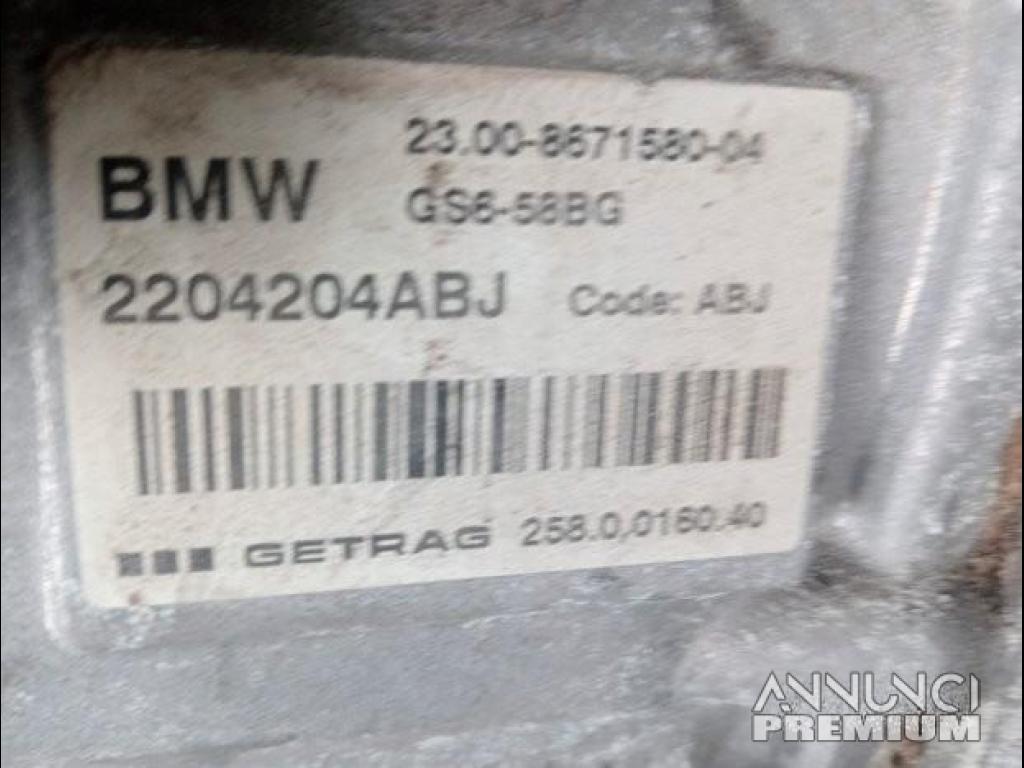 23.00-8671580-04
BMW GS6-58BG
2204204ABJ Code: ABJ
GETRAG 258.0,0160.40
ANNUNCI
PREMIUM